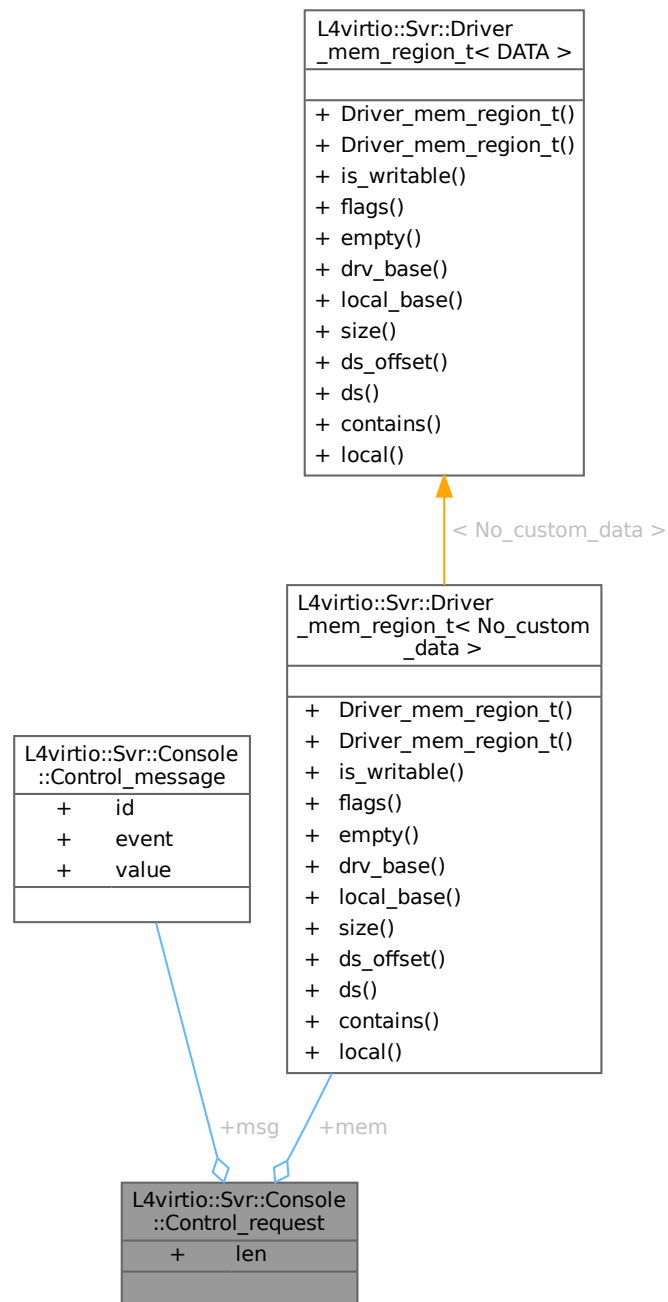 L4virtio::Svr::Driver
_mem_region_t< DATA >
+ Driver_mem_region_t()
+ Driver_mem_region_t()
+ is_writable()
+ flags()
+ empty()
+ drv_base()
+ local_base()
+ size()
+ ds_offset()
+ ds()
+ contains()
+ local()
< No_custom_data >
L4virtio::Svr::Driver
_mem_region_t< No_custom
_data >
+ Driver_mem_region_t()
+ Driver_mem_region_t()
+ is_writable()
+ flags()
+ empty()
+ drv_base()
+ local_base()
+ size()
+ ds_offset()
+ ds()
+ contains()
+ local()
L4virtio::Svr::Console
::Control_message
+ id
+ event
+ value
+msg
+mem
L4virtio::Svr::Console
::Control_request
+ len